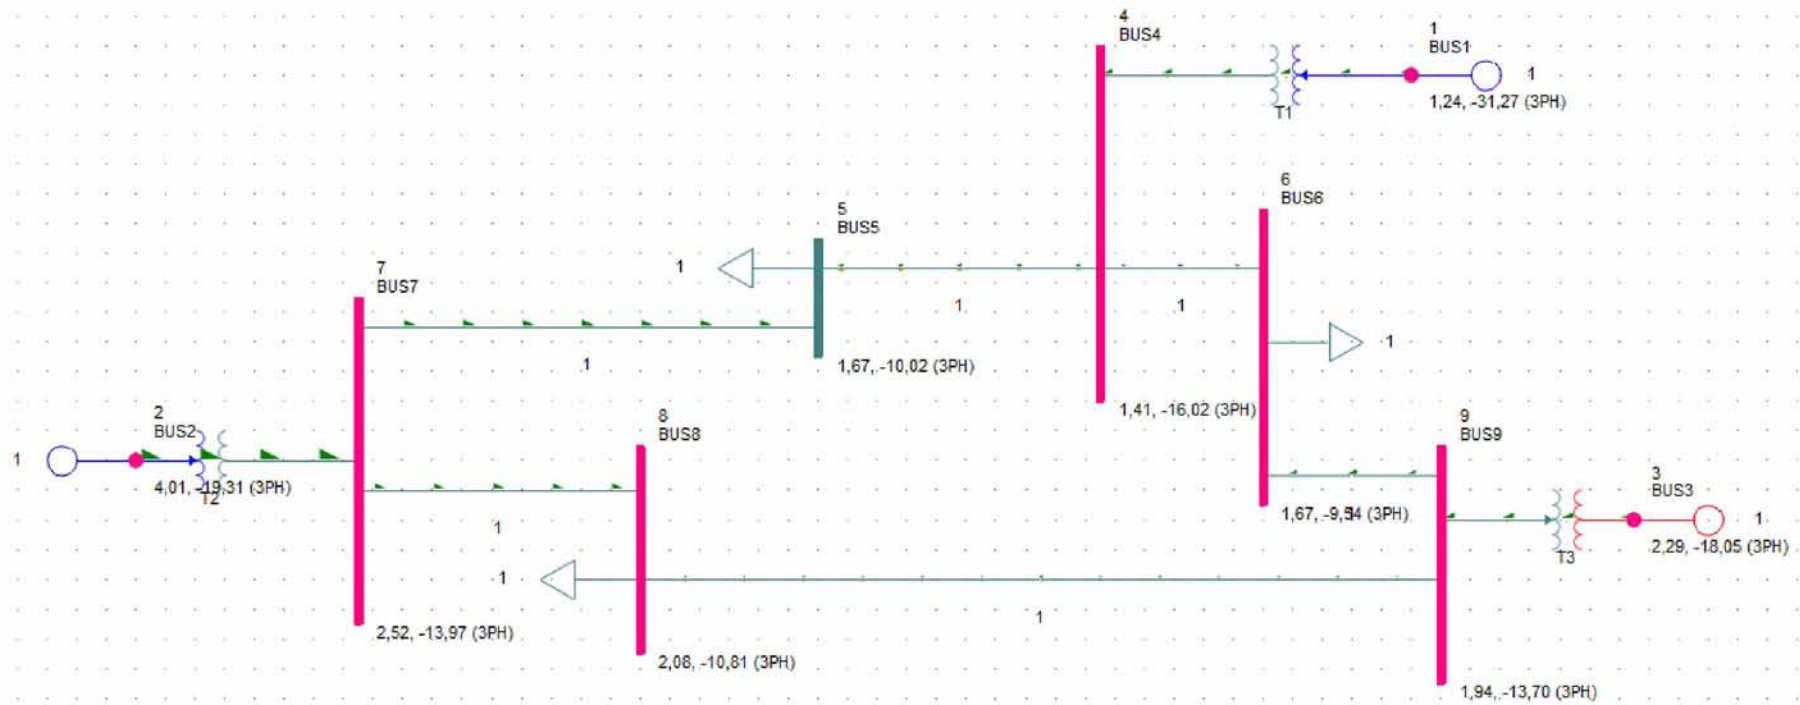 4
BUS4
1
BUS1
1
1,24, -31,27 (3PH)
T1
6
BUS6
5
BUS5
1
7
BUS7
1
1
1
1
1,67, -10,02 (3PH)
2
BUS2
1
4,01, -19,31 (3PH)
T2
8
BUS8
1,41, -16,02 (3PH)
9
BUS9
3
BUS3
1
2,29, -18,05 (3PH)
T3
1,67, (3PH)
1
1
1
2,52, -13,97 (3PH)
2,08, -10,81 (3PH)
1,94, -13,70 (3PH)